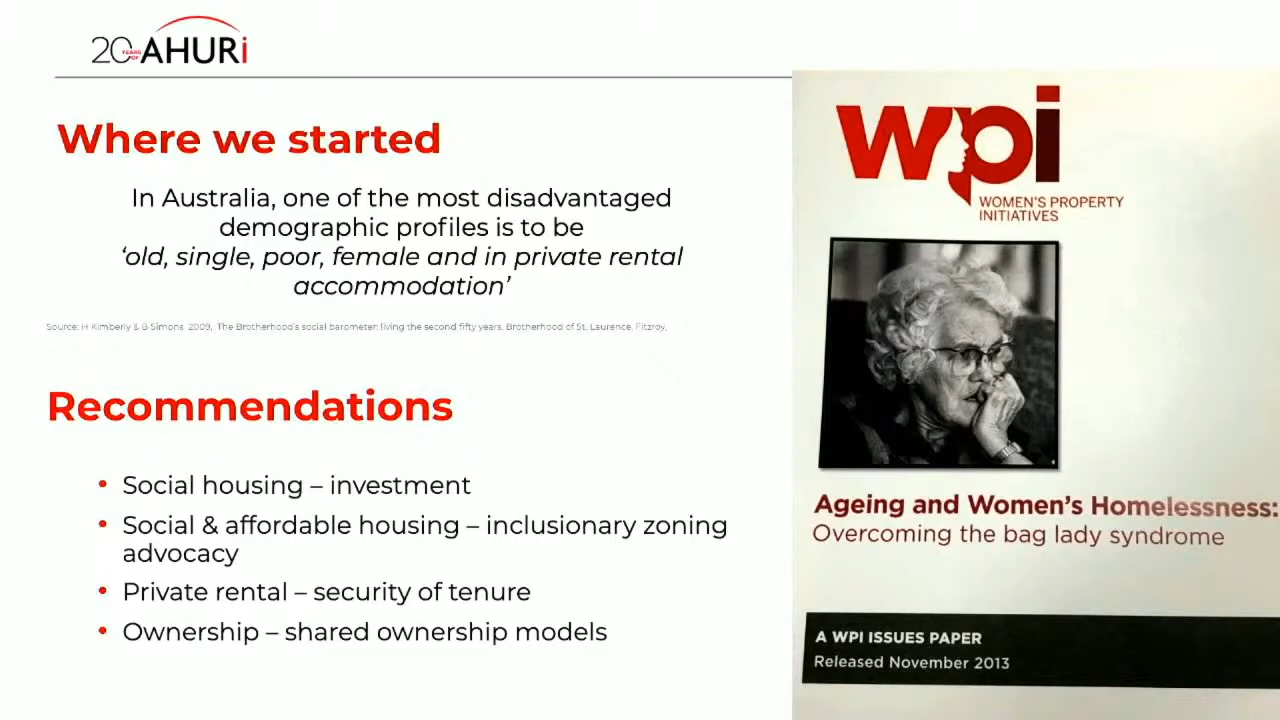 20 YEARS OF AHURi
Where we started
In Australia, one of the most disadvantaged
demographic profiles is to be
‘old, single, poor, female and in private rental
accommodation’
Source: H Kimberly & B Simons 2009, The Brotherhood's social barometer: living the second fifty years, Brotherhood of St. Laurence, Fitzroy,
Recommendations
• Social housing – investment
• Social & affordable housing – inclusionary zoning
advocacy
• Private rental – security of tenure
• Ownership – shared ownership models
wpi
WOMEN'S PROPERTY
INITIATIVES
Ageing and Women's Homelessness:
Overcoming the bag lady syndrome
A WPI ISSUES PAPER
Released November 2013